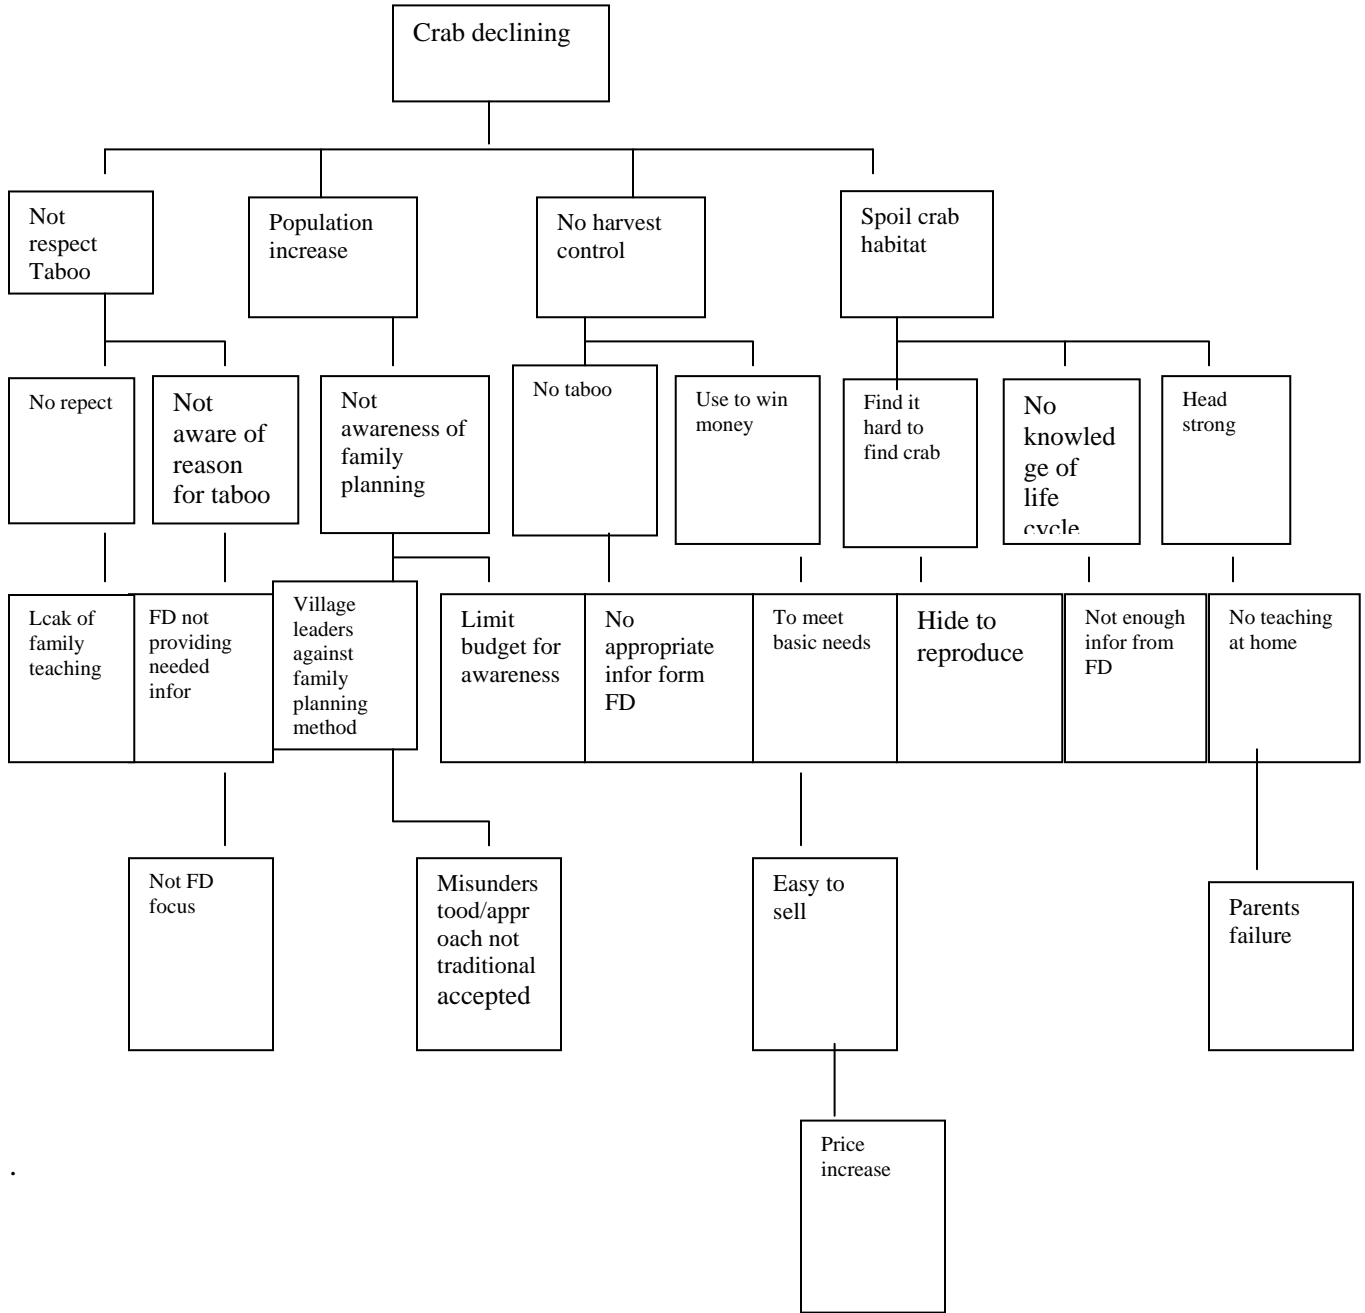 Crab declining
Not
respect
Taboo
Population
increase
No harvest
control
Spoil crab
habitat
No repect
Not
aware of
reason
for taboo
Not
awareness of
family
planning
No taboo
Use to win
money
Find it
hard to
find crab
No
knowled
ge of
life
cycle
Head
strong
Lcak of
family
teaching
FD not
providing
needed
infor
Village
leaders
against
family
planning
method
Limit
budget for
awareness
No
appropriate
infor form
FD
To meet
basic needs
Hide to
reproduce
Not enough
infor from
FD
No teaching
at home
Not FD
focus
Misunders
tood/appr
oach not
traditional
accepted
Easy to
sell
Parents
failure
Price
increase
.